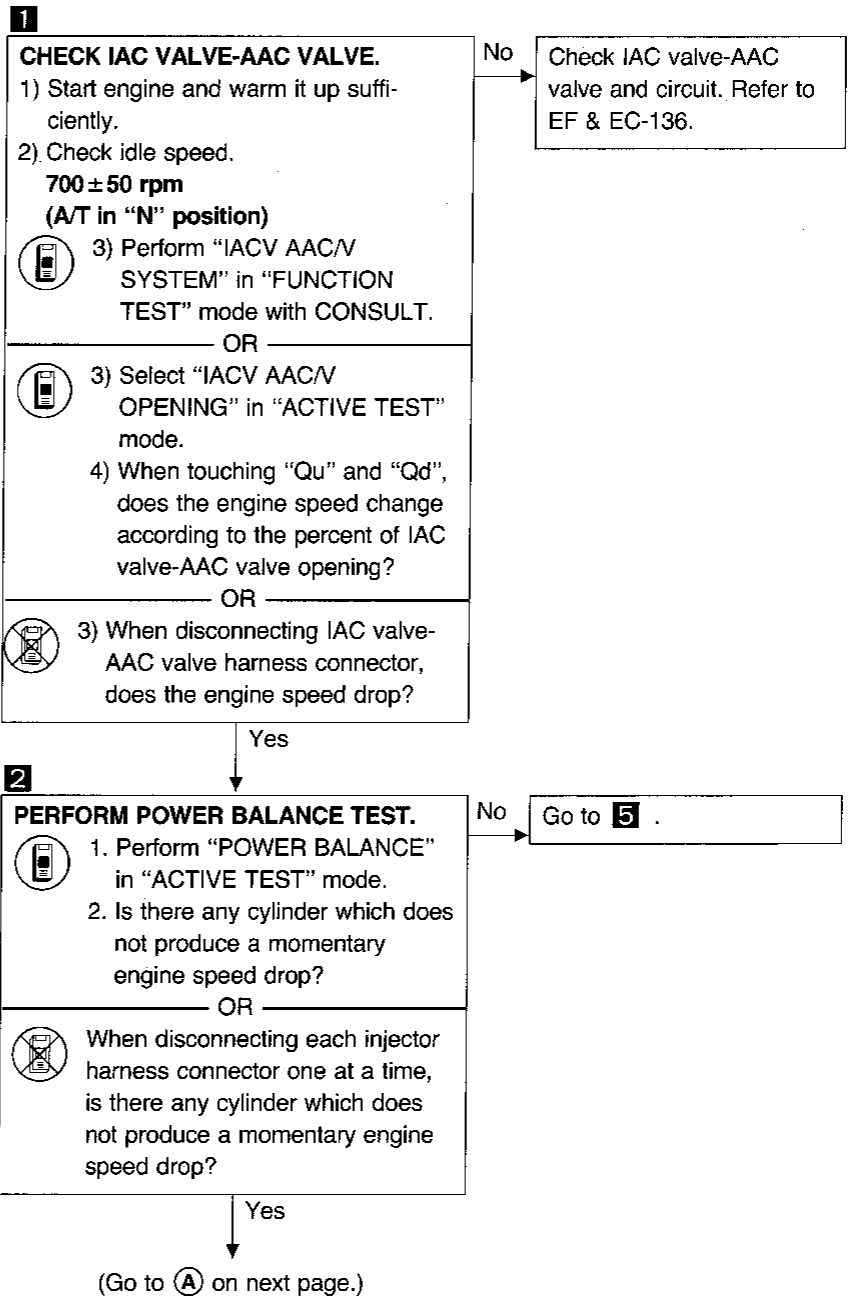 1
CHECK IAC VALVE-AAC VALVE.
1) Start engine and warm it up suffi-
ciently.
2) Check idle speed.
700±50 rpm
(A/T in “N” position)
3) Perform “IACV AAC/V
SYSTEM” in “FUNCTION
TEST” mode with CONSULT.
OR
3) Select “IACV AAC/V
OPENING” in “ACTIVE TEST”
mode.
4) When touching “Qu” and “Qd”,
does the engine speed change
according to the percent of IAC
valve-AAC valve opening?
OR
3) When disconnecting IAC valve-
AAC valve harness connector,
does the engine speed drop?
No
Check IAC valve-AAC
valve and circuit. Refer to
EF & EC-136.
Yes
2
PERFORM POWER BALANCE TEST.
1. Perform “POWER BALANCE”
in “ACTIVE TEST” mode.
2. Is there any cylinder which does
not produce a momentary
engine speed drop?
OR
When disconnecting each injector
harness connector one at a time,
is there any cylinder which does
not produce a momentary engine
speed drop?
No
Go to 5 .
Yes
(Go to A on next page.)